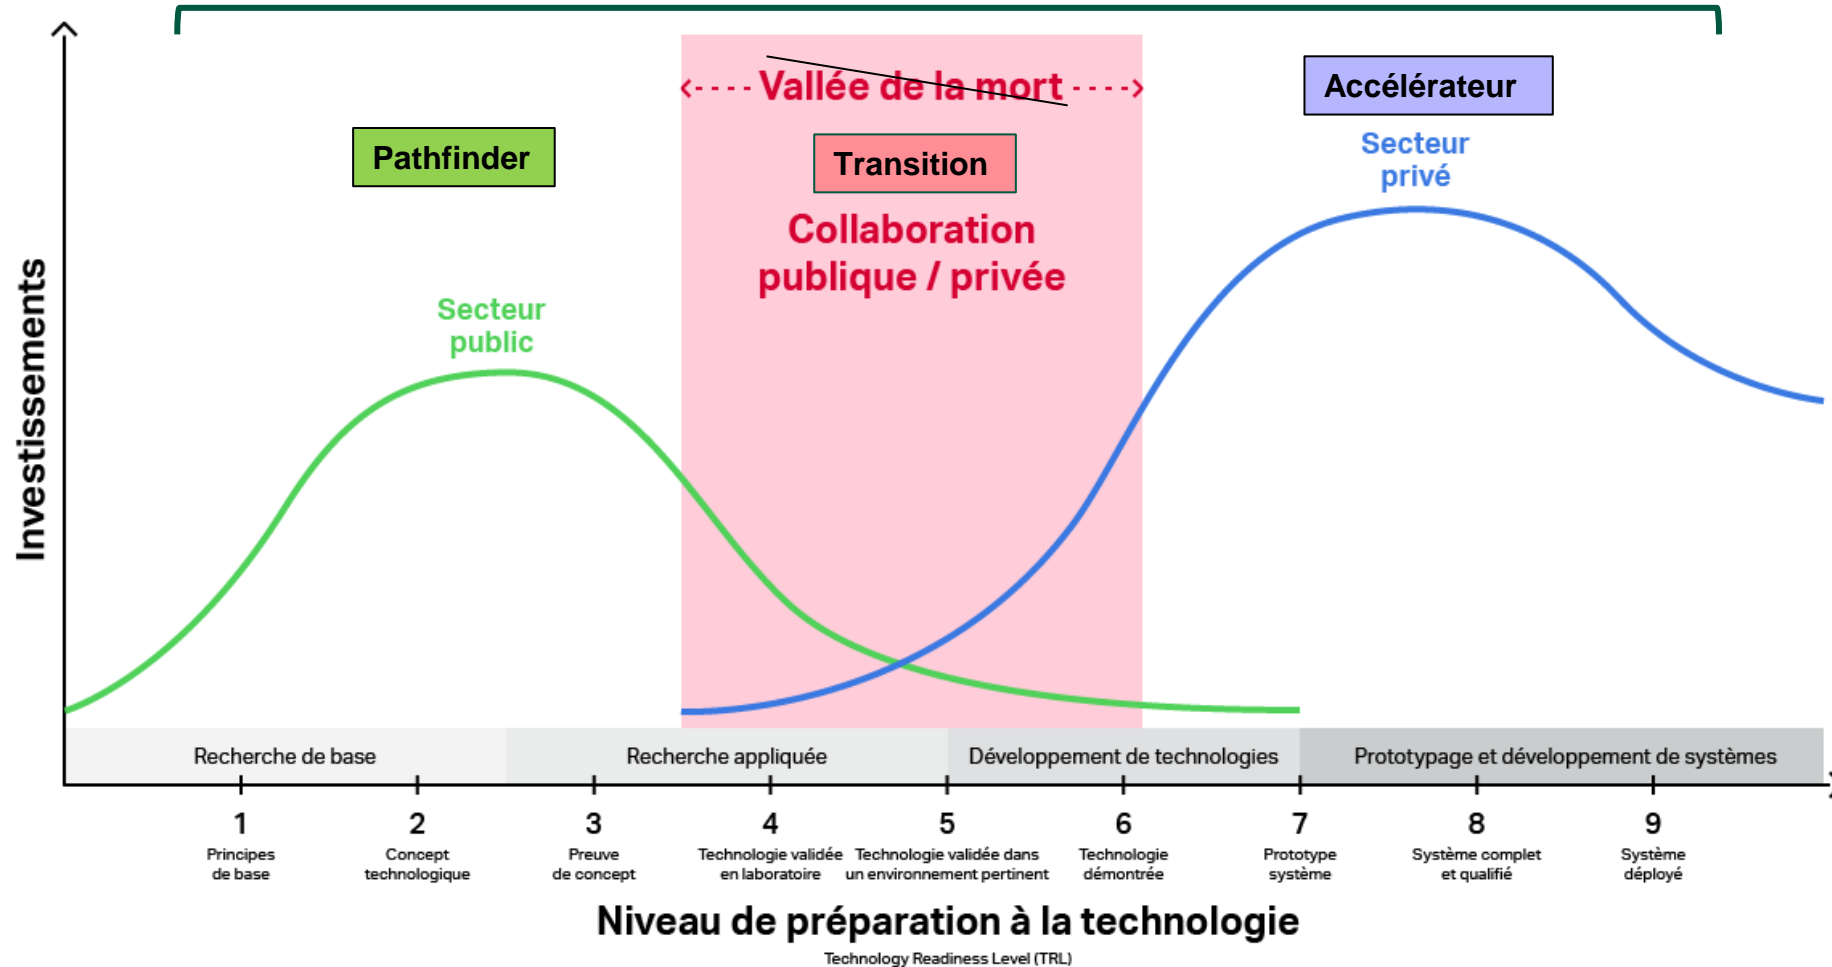 Vallée de la mort
Accélérateur
Pathfinder
Transition
Secteur
privé
Collaboration
publique / privée
Secteur
public
Investissements
Recherche de base
Recherche appliquée
Développement de technologies
Prototypage et développement de systèmes
1
2
3
4
5
6
7
8
9
Principes
de base
Concept
technologique
Preuve
de concept
Technologie validée
en laboratoire
Technologie validée dans
un environnement pertinent
Technologie
démontrée
Prototype
système
Système complet
et qualifié
Système
déployé
Niveau de préparation à la technologie
Technology Readiness Level (TRL)